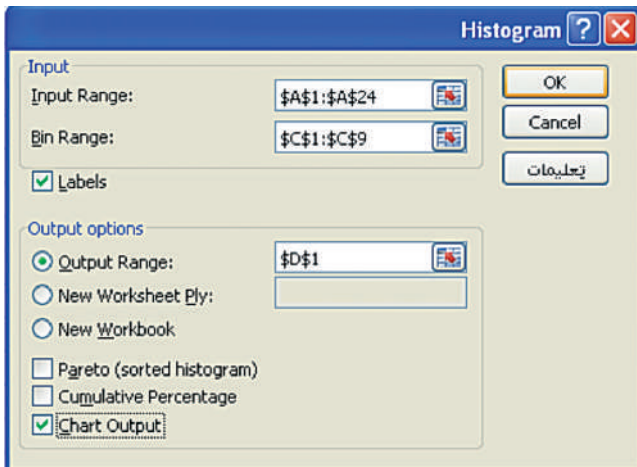 Histogram
Input
Input Range: $A$1:$A$24
Bin Range: $C$1:$C$9
Labels
OK
Cancel
تعليمات
Output options
Output Range: $D$1
New Worksheet Ply:
New Workbook
Pareto (sorted histogram)
Cumulative Percentage
Chart Output